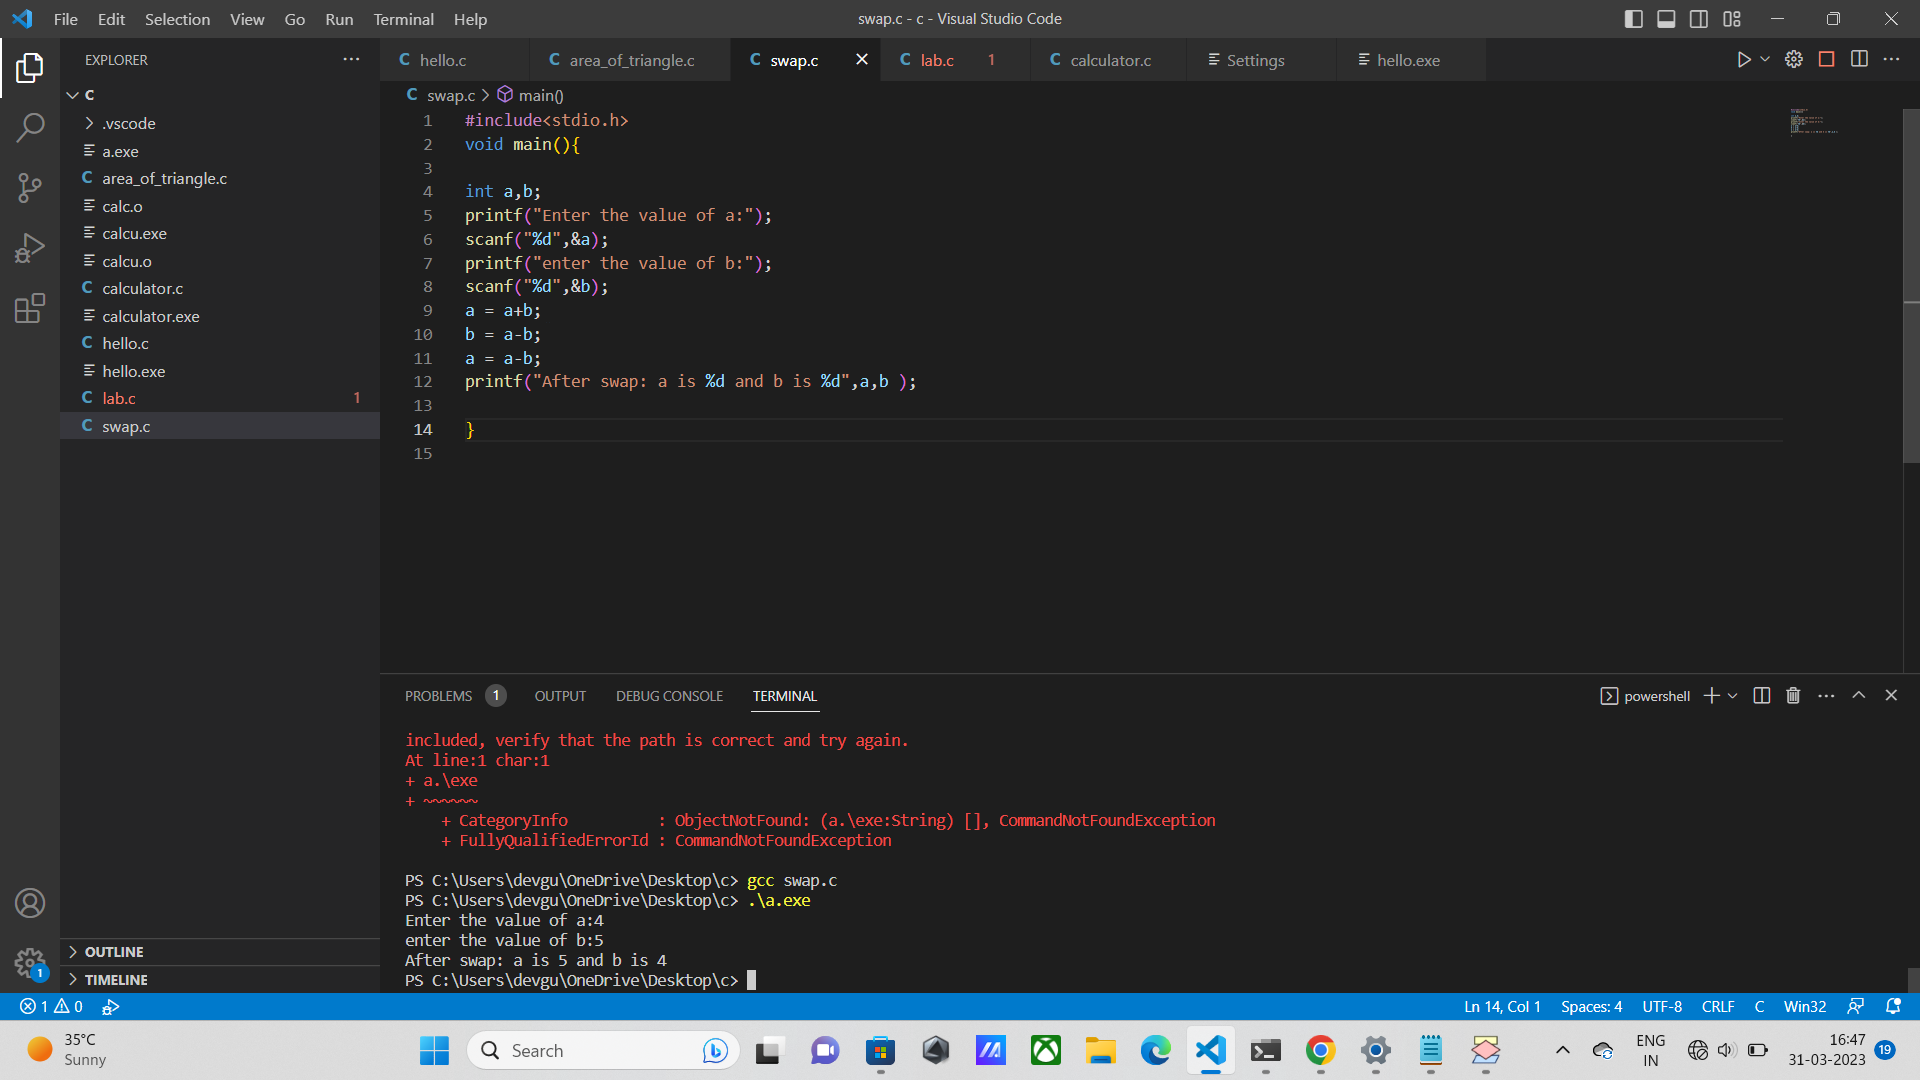 File Edit Selection View Go Run Terminal Help
swap.c - c - Visual Studio Code
EXPLORER
hello.c
area_of_triangle.c
swap.c
lab.c 1
calculator.c
Settings
hello.exe
C
.vscode
a.exe
area_of_triangle.c
calc.o
calcu.exe
calcu.o
calculator.c
calculator.exe
hello.c
hello.exe
lab.c 1
swap.c
OUTLINE
TIMELINE
swap.c > main()
1 #include<stdio.h>
2 void main(){
3
4 int a,b;
5 printf("Enter the value of a:");
6 scanf("%d",&a);
7 printf("enter the value of b:");
8 scanf("%d",&b);
9 a = a+b;
10 b = a-b;
11 a = a-b;
12 printf("After swap: a is %d and b is %d",a,b );
13
14 }
15
PROBLEMS 1 OUTPUT DEBUG CONSOLE TERMINAL
powershell
included, verify that the path is correct and try again.
At line:1 char:1
+ a.\exe
+ ~~~~~~
+ CategoryInfo : ObjectNotFound: (a.\exe:String) [], CommandNotFoundException
+ FullyQualifiedErrorId : CommandNotFoundException
PS C:\Users\devgu\OneDrive\Desktop\c> gcc swap.c
PS C:\Users\devgu\OneDrive\Desktop\c> .\a.exe
Enter the value of a:4
enter the value of b:5
After swap: a is 5 and b is 4
PS C:\Users\devgu\OneDrive\Desktop\c>
1
1 0
Ln 14, Col 1 Spaces: 4 UTF-8 CRLF C Win32
35°C
Sunny
Search
ENG
IN
16:47
31-03-2023
19